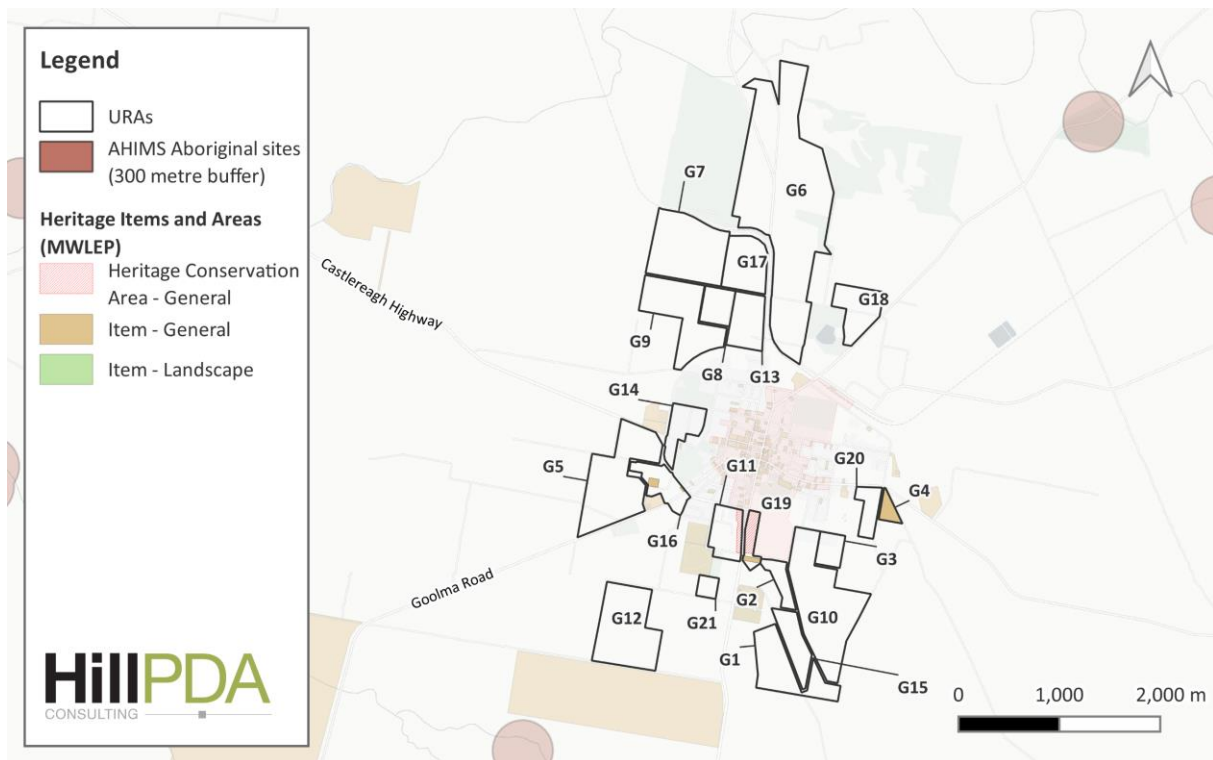 Legend
URAs
AHIMS Aboriginal sites
(300 metre buffer)
Heritage Items and Areas
(MWLEP)
Heritage Conservation
Area - General
Item - General
Item - Landscape
HillPDA
CONSULTING
G7
G6
G17
Castlereagh Highway
G18
G9
G8
G13
G14
G5
G11
G20
G4
G19
G16
G3
Goolma Road
G2
G12
G21
G10
G1
G15
0 1,000 2,000 m